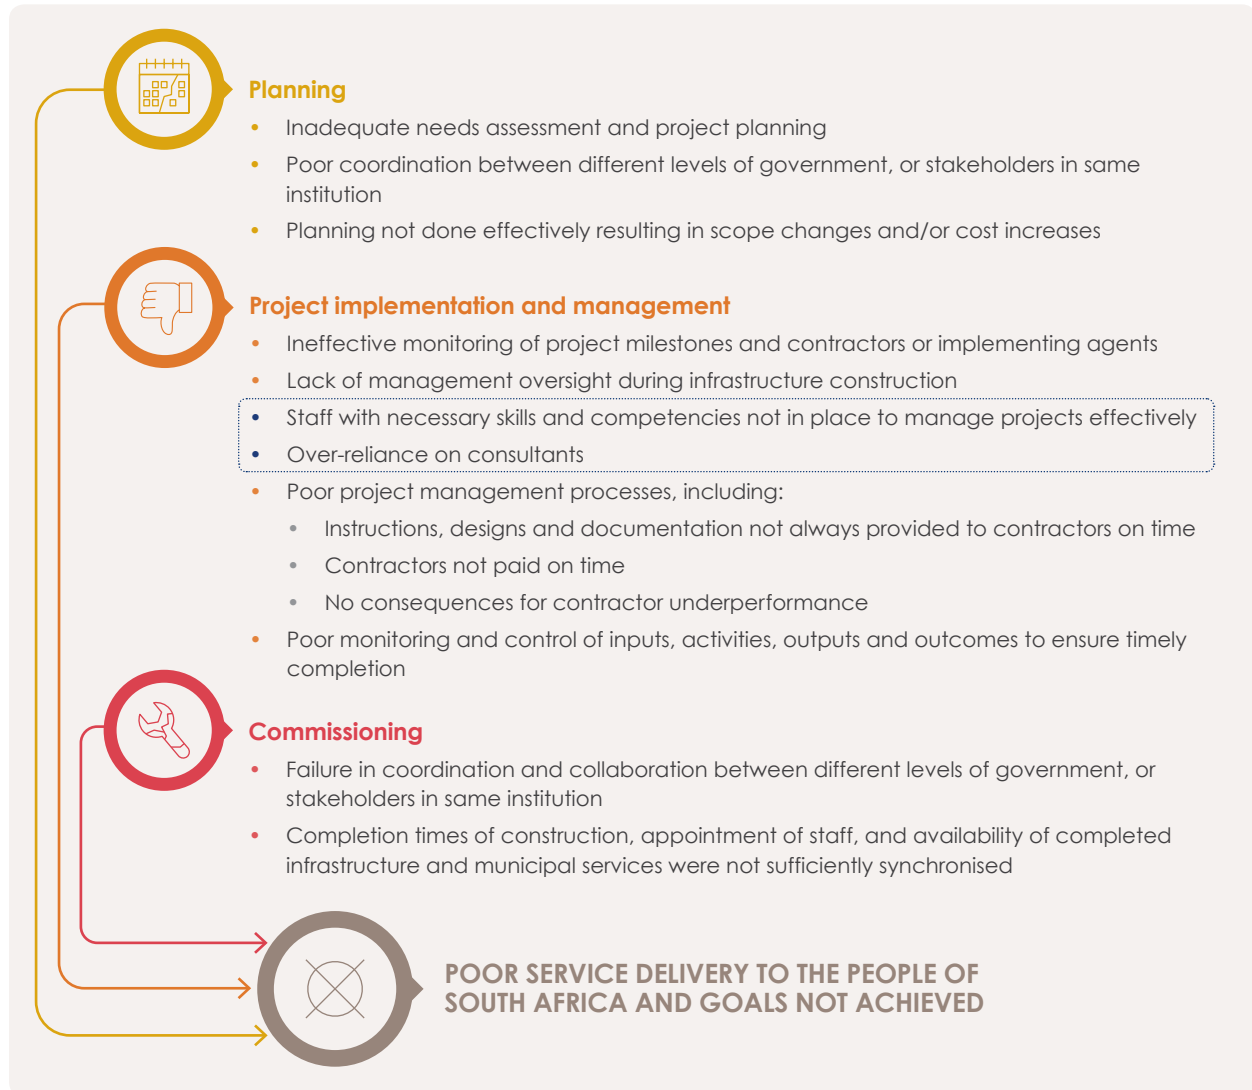 Planning
• Inadequate needs assessment and project planning
• Poor coordination between different levels of government, or stakeholders in same
institution
• Planning not done effectively resulting in scope changes and/or cost increases
Project implementation and management
• Ineffective monitoring of project milestones and contractors or implementing agents
• Lack of management oversight during infrastructure construction
• Staff with necessary skills and competencies not in place to manage projects effectively
• Over-reliance on consultants
• Poor project management processes, including:
• Instructions, designs and documentation not always provided to contractors on time
• Contractors not paid on time
• No consequences for contractor underperformance
• Poor monitoring and control of inputs, activities, outputs and outcomes to ensure timely
completion
Commissioning
• Failure in coordination and collaboration between different levels of government, or
stakeholders in same institution
• Completion times of construction, appointment of staff, and availability of completed
infrastructure and municipal services were not sufficiently synchronised
POOR SERVICE DELIVERY TO THE PEOPLE OF
SOUTH AFRICA AND GOALS NOT ACHIEVED